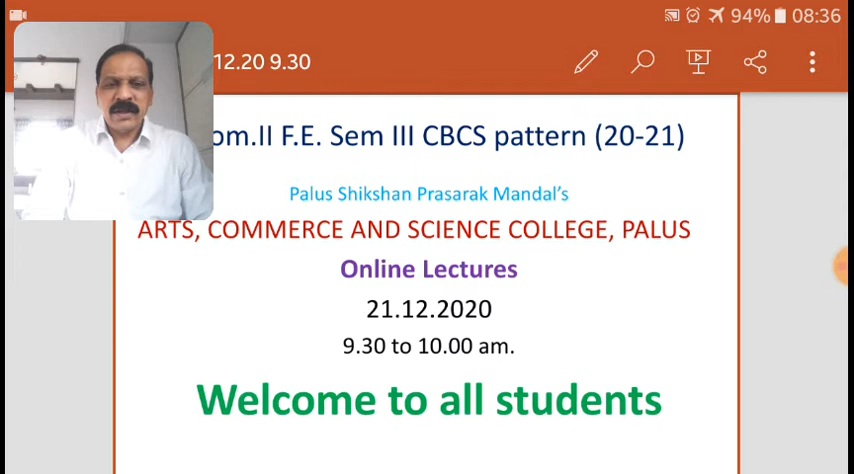 94% 08:36
12.20 9.30
om.II F.E. Sem III CBCS pattern (20-21)
Palus Shikshan Prasarak Mandal’s
ARTS, COMMERCE AND SCIENCE COLLEGE, PALUS
Online Lectures
21.12.2020
9.30 to 10.00 am.
Welcome to all students